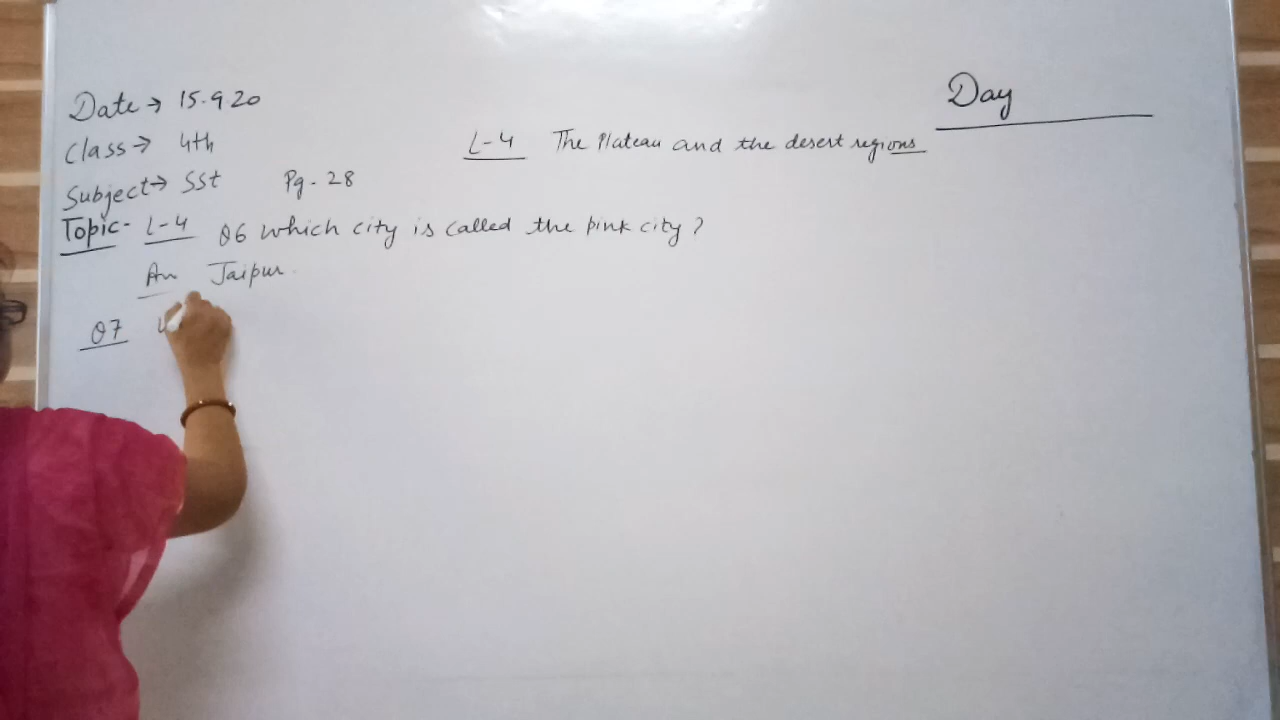 Day
Date → 15.9.20
Class → 4th
L-4 The Plateau and the desert regions
Subject → SSt Pg - 28
Topic - L-4 Q6 Which city is called the pink city?
An Jaipur.
Q7